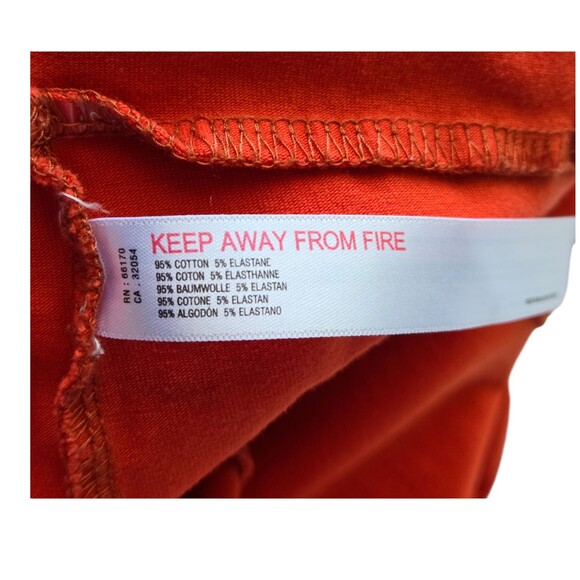 RN : 66170
CA . 32054
KEEP AWAY FROM FIRE
95% COTTON 5% ELASTANE
95% COTON 5% ÉLASTHANNE
95% BAUMWOLLE 5% ELASTAN
95% COTONE 5% ELASTAN
95% ALGODÓN 5% ELASTANO